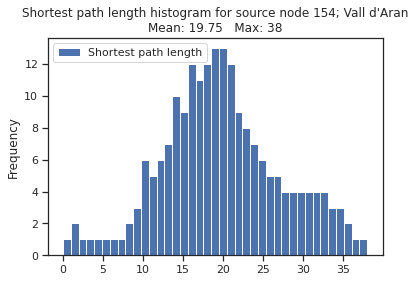 Shortest path length histogram for source node 154; Vall d'Aran
Mean: 19.75   Max: 38
Shortest path length
Frequency
12
10
8
6
4
2
0
0 5 10 15 20 25 30 35